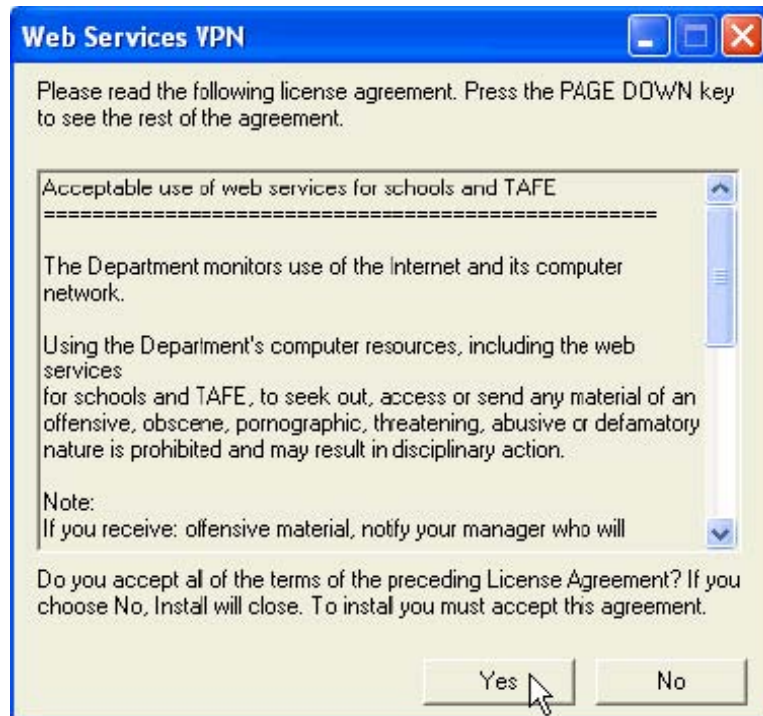 Web Services VPN
Please read the following license agreement. Press the PAGE DOWN key
to see the rest of the agreement.
Acceptable use of web services for schools and TAFE
==================================================
The Department monitors use of the Internet and its computer
network.
Using the Department's computer resources, including the web
services
for schools and TAFE, to seek out, access or send any material of an
offensive, obscene, pornographic, threatening, abusive or defamatory
nature is prohibited and may result in disciplinary action.
Note:
If you receive: offensive material, notify your manager who will
Do you accept all of the terms of the preceding License Agreement? If you
choose No, Install will close. To install you must accept this agreement.
Yes
No